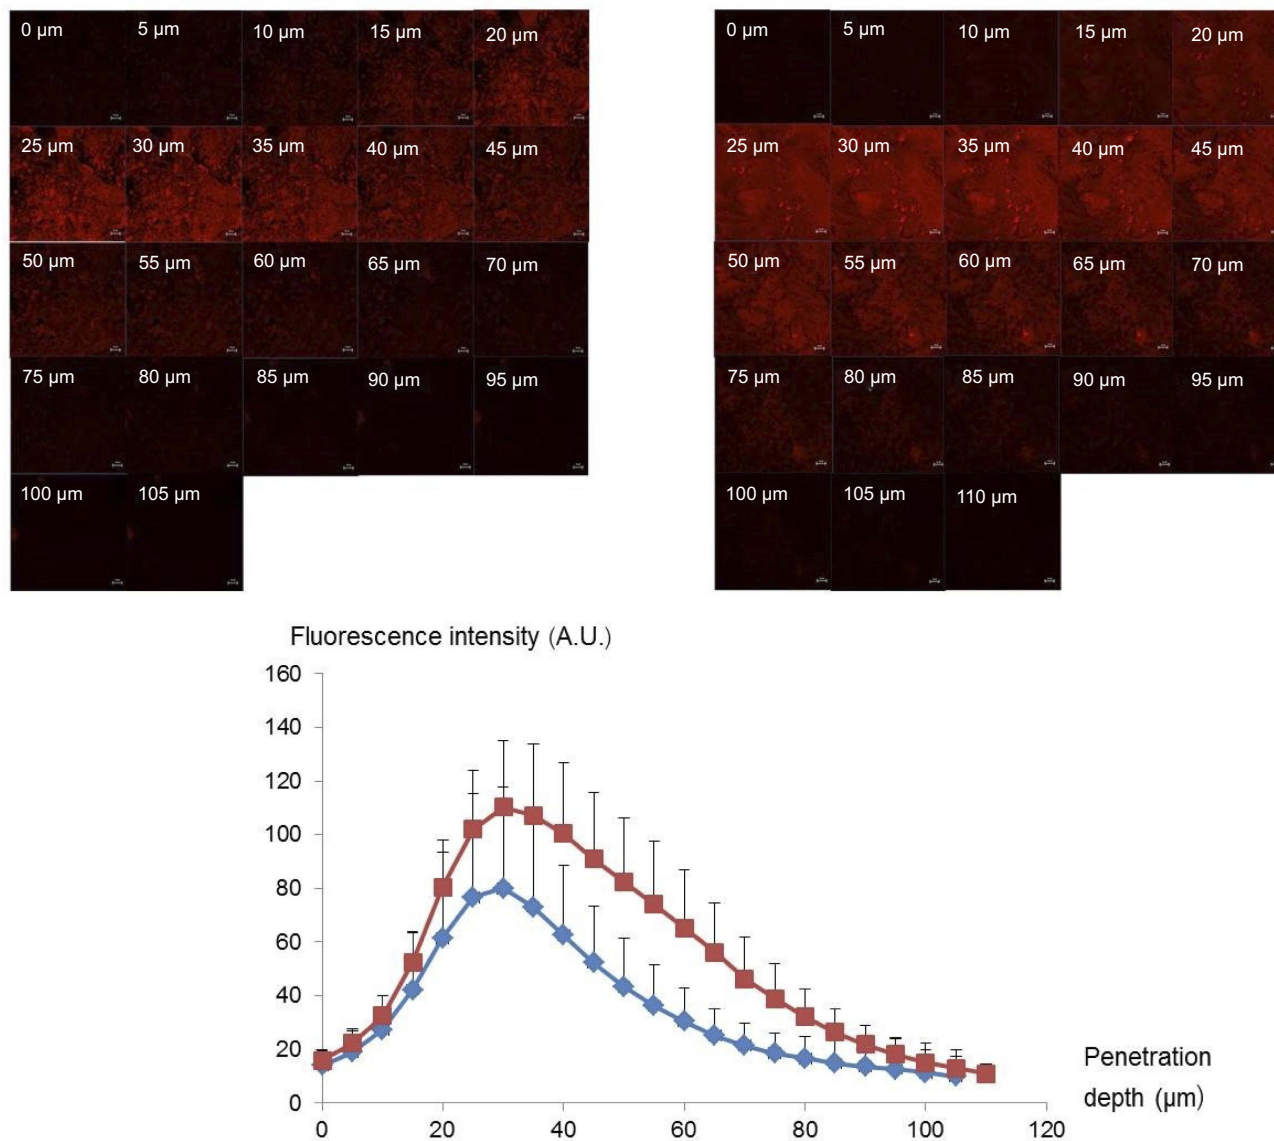 0 µm 5 µm 10 µm 15 µm 20 µm
25 µm 30 µm 35 µm 40 µm 45 µm
50 µm 55 µm 60 µm 65 µm 70 µm
75 µm 80 µm 85 µm 90 µm 95 µm
100 µm 105 µm
0 µm 5 µm 10 µm 15 µm 20 µm
25 µm 30 µm 35 µm 40 µm 45 µm
50 µm 55 µm 60 µm 65 µm 70 µm
75 µm 80 µm 85 µm 90 µm 95 µm
100 µm 105 µm 110 µm
Fluorescence intensity (A.U.)
160
140
120
100
80
60
40
20
0
0 20 40 60 80 100 120
Penetration
depth (µm)